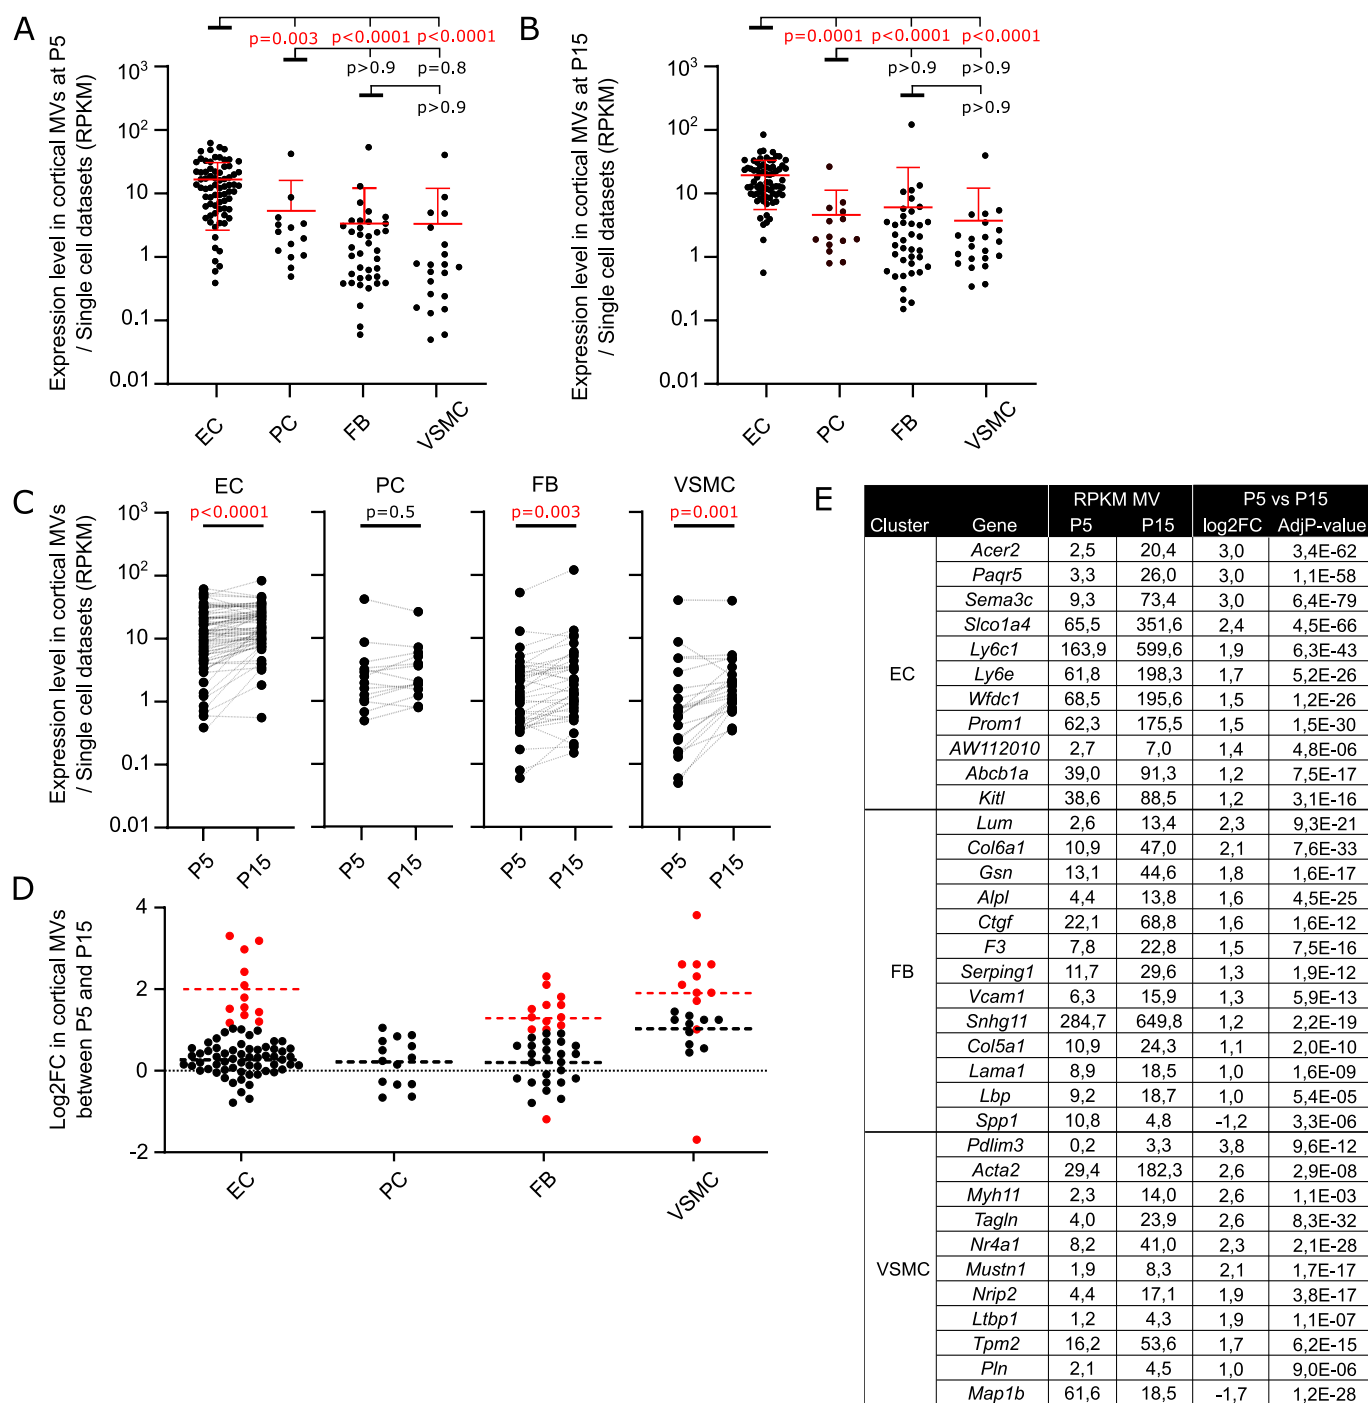 A
p=0.003 p<0.0001 p<0.0001
p>0.9 p=0.8
p>0.9
Expression level in cortical MVs at P5
/ Single cell datasets (RPKM)
10³
10²
10
1
0.1
0.01
EC PC FB VSMC
B
p=0.0001 p<0.0001 p<0.0001
p>0.9 p>0.9
p>0.9
Expression level in cortical MVs at P15
/ Single cell datasets (RPKM)
10³
10²
10
1
0.1
0.01
EC PC FB VSMC
C
EC PC FB VSMC
p<0.0001 p=0.5 p=0.003 p=0.001
Expression level in cortical MVs
/ Single cell datasets (RPKM)
10³
10²
10
1
0.1
0.01
P5 P15 P5 P15 P5 P15 P5 P15
D
Log2FC in cortical MVs
between P5 and P15
4
2
0
-2
EC PC FB VSMC
E
RPKM MV P5 vs P15
Cluster Gene P5 P15 log2FC AdjP-value
EC
Acer2 2,5 20,4 3,0 3,4E-62
Paqr5 3,3 26,0 3,0 1,1E-58
Sema3c 9,3 73,4 3,0 6,4E-79
Slco1a4 65,5 351,6 2,4 4,5E-66
Ly6c1 163,9 599,6 1,9 6,3E-43
Ly6e 61,8 198,3 1,7 5,2E-26
Wfdc1 68,5 195,6 1,5 1,2E-26
Prom1 62,3 175,5 1,5 1,5E-30
AW112010 2,7 7,0 1,4 4,8E-06
Abcb1a 39,0 91,3 1,2 7,5E-17
Kitl 38,6 88,5 1,2 3,1E-16
FB
Lum 2,6 13,4 2,3 9,3E-21
Col6a1 10,9 47,0 2,1 7,6E-33
Gsn 13,1 44,6 1,8 1,6E-17
Alpl 4,4 13,8 1,6 4,5E-25
Ctgf 22,1 68,8 1,6 1,6E-12
F3 7,8 22,8 1,5 7,5E-16
Serping1 11,7 29,6 1,3 1,9E-12
Vcam1 6,3 15,9 1,3 5,9E-13
Snhg11 284,7 649,8 1,2 2,2E-19
Col5a1 10,9 24,3 1,1 2,0E-10
Lama1 8,9 18,5 1,0 1,6E-09
Lbp 9,2 18,7 1,0 5,4E-05
Spp1 10,8 4,8 -1,2 3,3E-06
VSMC
Pdlim3 0,2 3,3 3,8 9,6E-12
Acta2 29,4 182,3 2,6 2,9E-08
Myh11 2,3 14,0 2,6 1,1E-03
Tagln 4,0 23,9 2,6 8,3E-32
Nr4a1 8,2 41,0 2,3 2,1E-28
Mustn1 1,9 8,3 2,1 1,7E-17
Nrip2 4,4 17,1 1,9 3,8E-17
Ltbp1 1,2 4,3 1,9 1,1E-07
Tpm2 16,2 53,6 1,7 6,2E-15
Pln 2,1 4,5 1,0 9,0E-06
Map1b 61,6 18,5 -1,7 1,2E-28